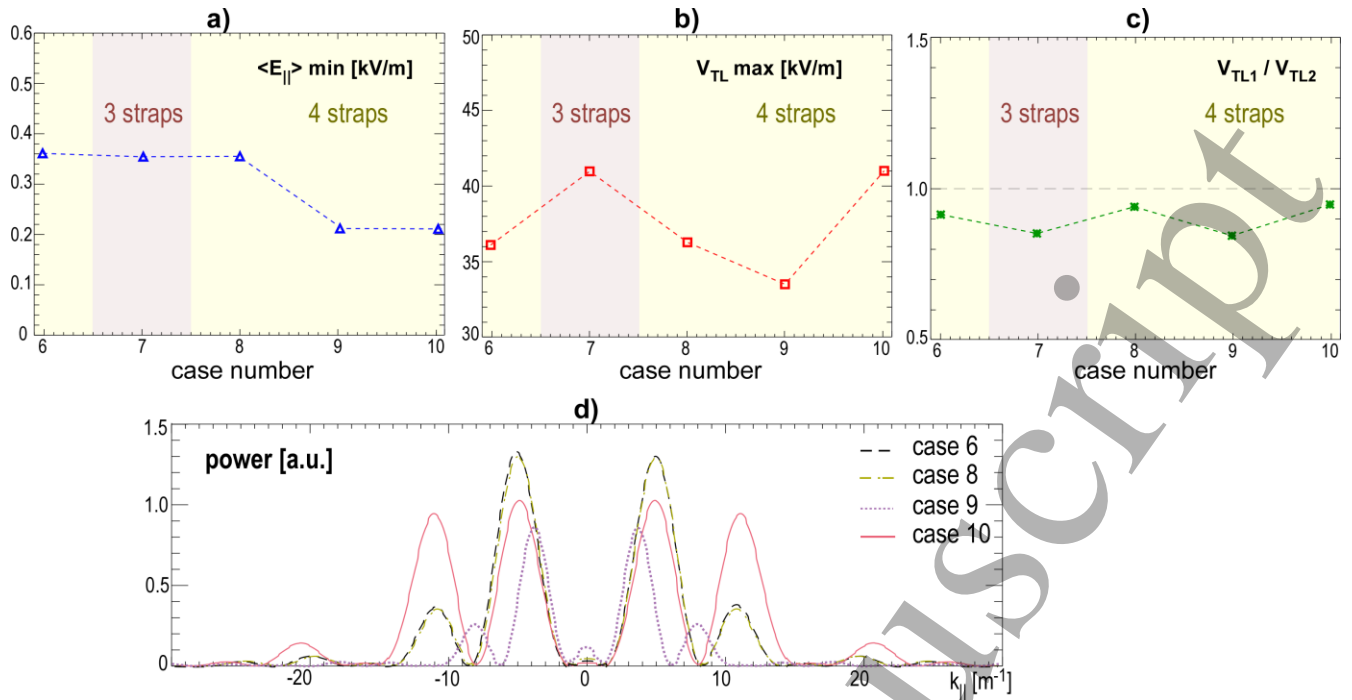 a)
0.6
0.5
0.4
0.3
0.2
0.1
0
<E||> min [kV/m]
3 straps
4 straps
6
7
8
9
10
case number
b)
50
45
40
35
30
VTL max [kV/m]
3 straps
4 straps
6
7
8
9
10
case number
c)
1.5
1.0
0.5
VTL1 / VTL2
3 straps
4 straps
6
7
8
9
10
case number
d)
1.5
1.0
0.5
0
power [a.u.]
case 6
case 8
case 9
case 10
-20
-10
0
10
20
k|| [m-1]
uscript